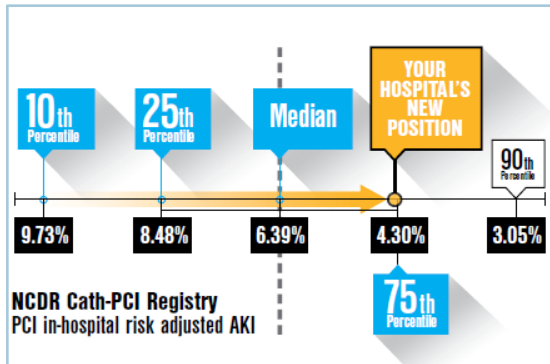 10th
Percentile
25th
Percentile
Median
YOUR
HOSPITAL'S
NEW
POSITION
90th
Percentile
9.73%
8.48%
6.39%
4.30%
3.05%
75th
Percentile
NCDR Cath-PCI Registry
PCI in-hospital risk adjusted AKI